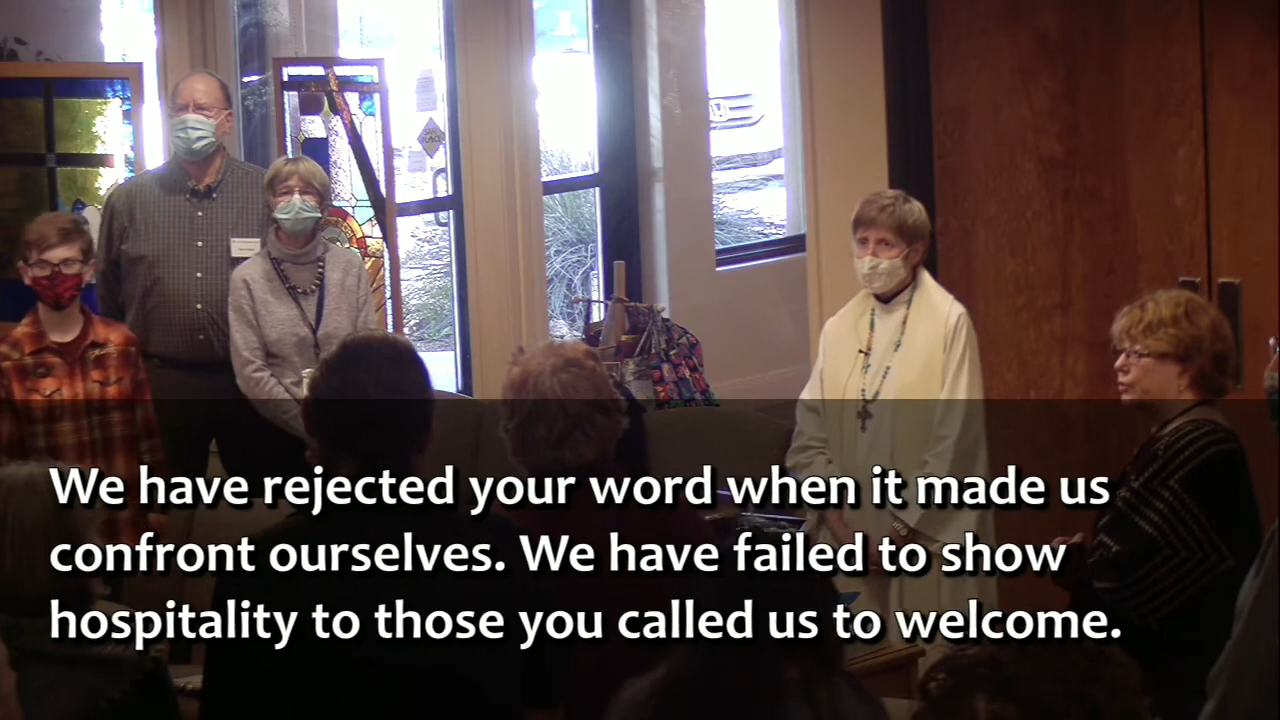 We have rejected your word when it made us
confront ourselves. We have failed to show
hospitality to those you called us to welcome.